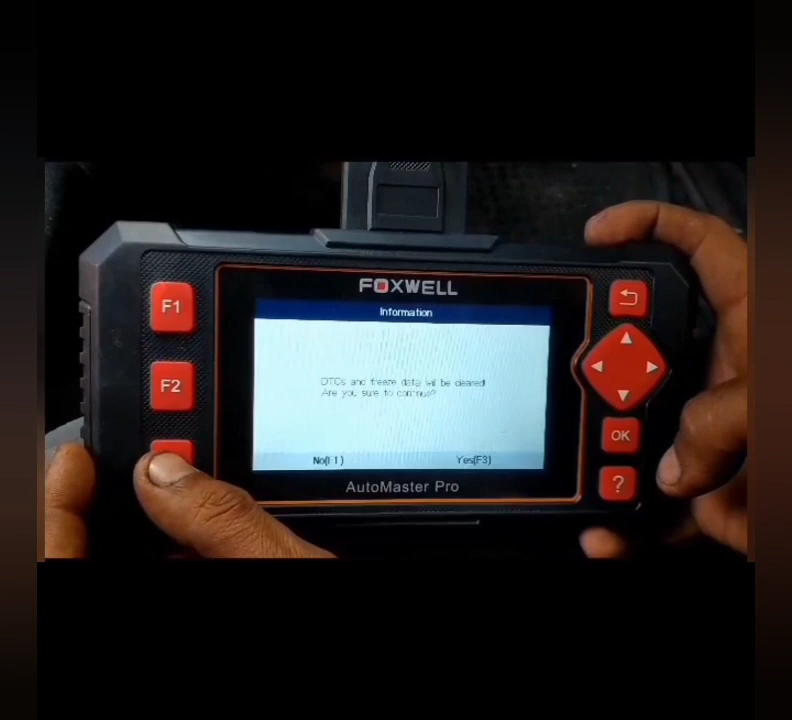 FOXWELL
Information
F1
F2
DTCs and freeze data will be cleared!
Are you sure to continue?
No(F1)
Yes(F3)
OK
?
AutoMaster Pro